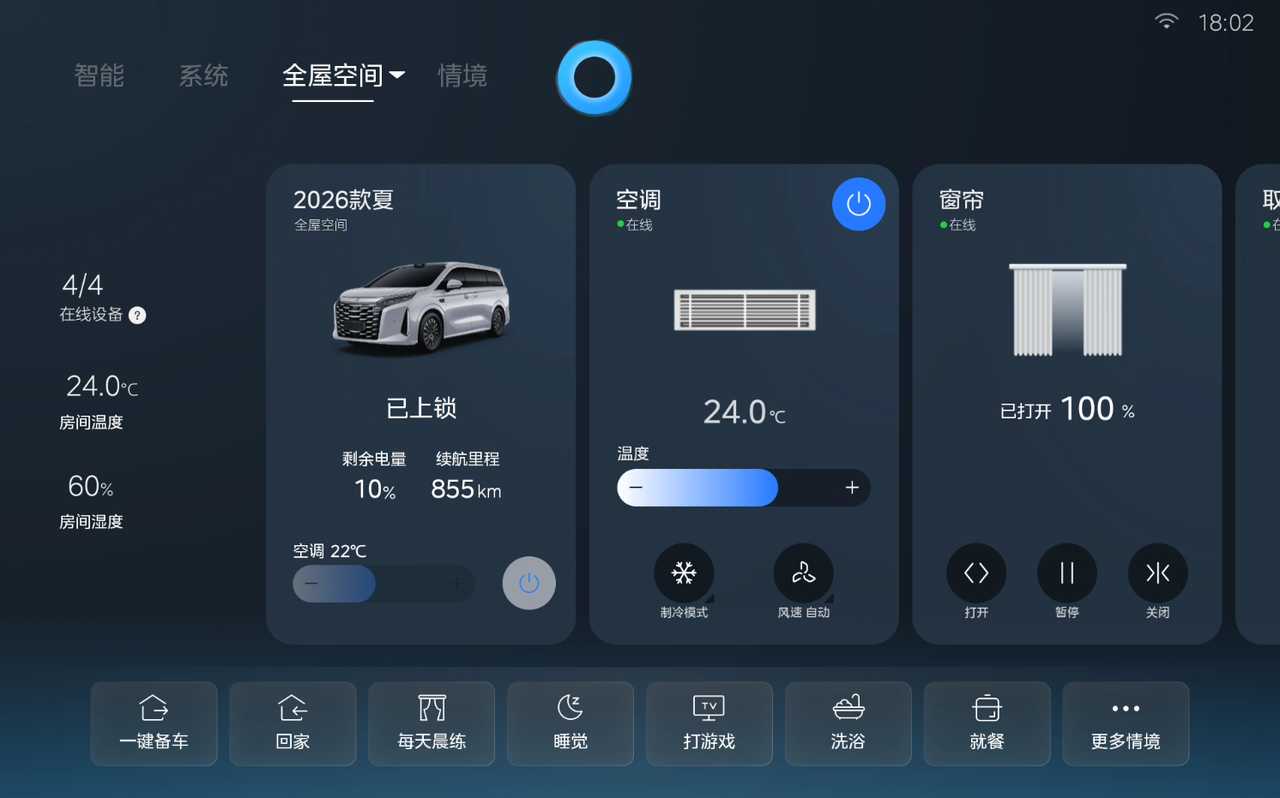 18:02
智能
系统
全屋空间
情境
4/4
在线设备 ?
24.0℃
房间温度
60%
房间湿度
2026款夏
全屋空间
已上锁
剩余电量 续航里程
10% 855km
空调 22℃
空调
在线
24.0℃
温度
制冷模式
风速 自动
窗帘
在线
已打开 100 %
打开
暂停
关闭
取
一键备车
回家
每天晨练
睡觉
TV
打游戏
洗浴
就餐
更多情境